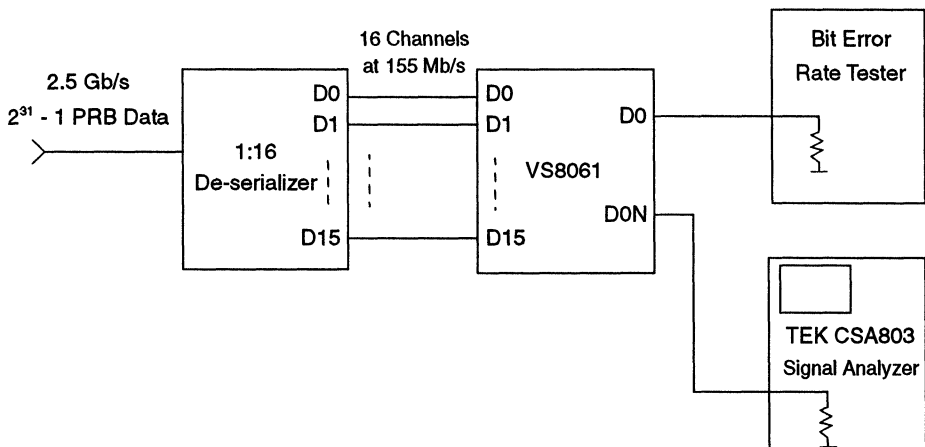 2.5 Gb/s
2³¹ - 1 PRB Data
1:16
De-serializer
D0
D1
D15
16 Channels
at 155 Mb/s
D0
D1
D15
VS8061
D0
D0N
Bit Error
Rate Tester
TEK CSA803
Signal Analyzer